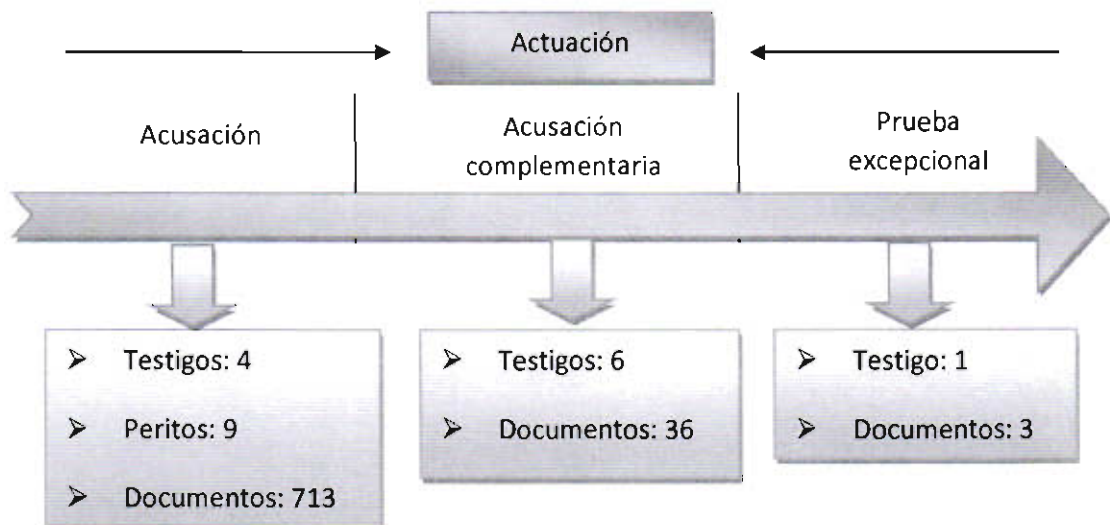 Actuación
Acusación
Acusación
complementaria
Prueba
excepcional
➢ Testigos: 4
➢ Peritos: 9
➢ Documentos: 713
➢ Testigos: 6
➢ Documentos: 36
➢ Testigo: 1
➢ Documentos: 3